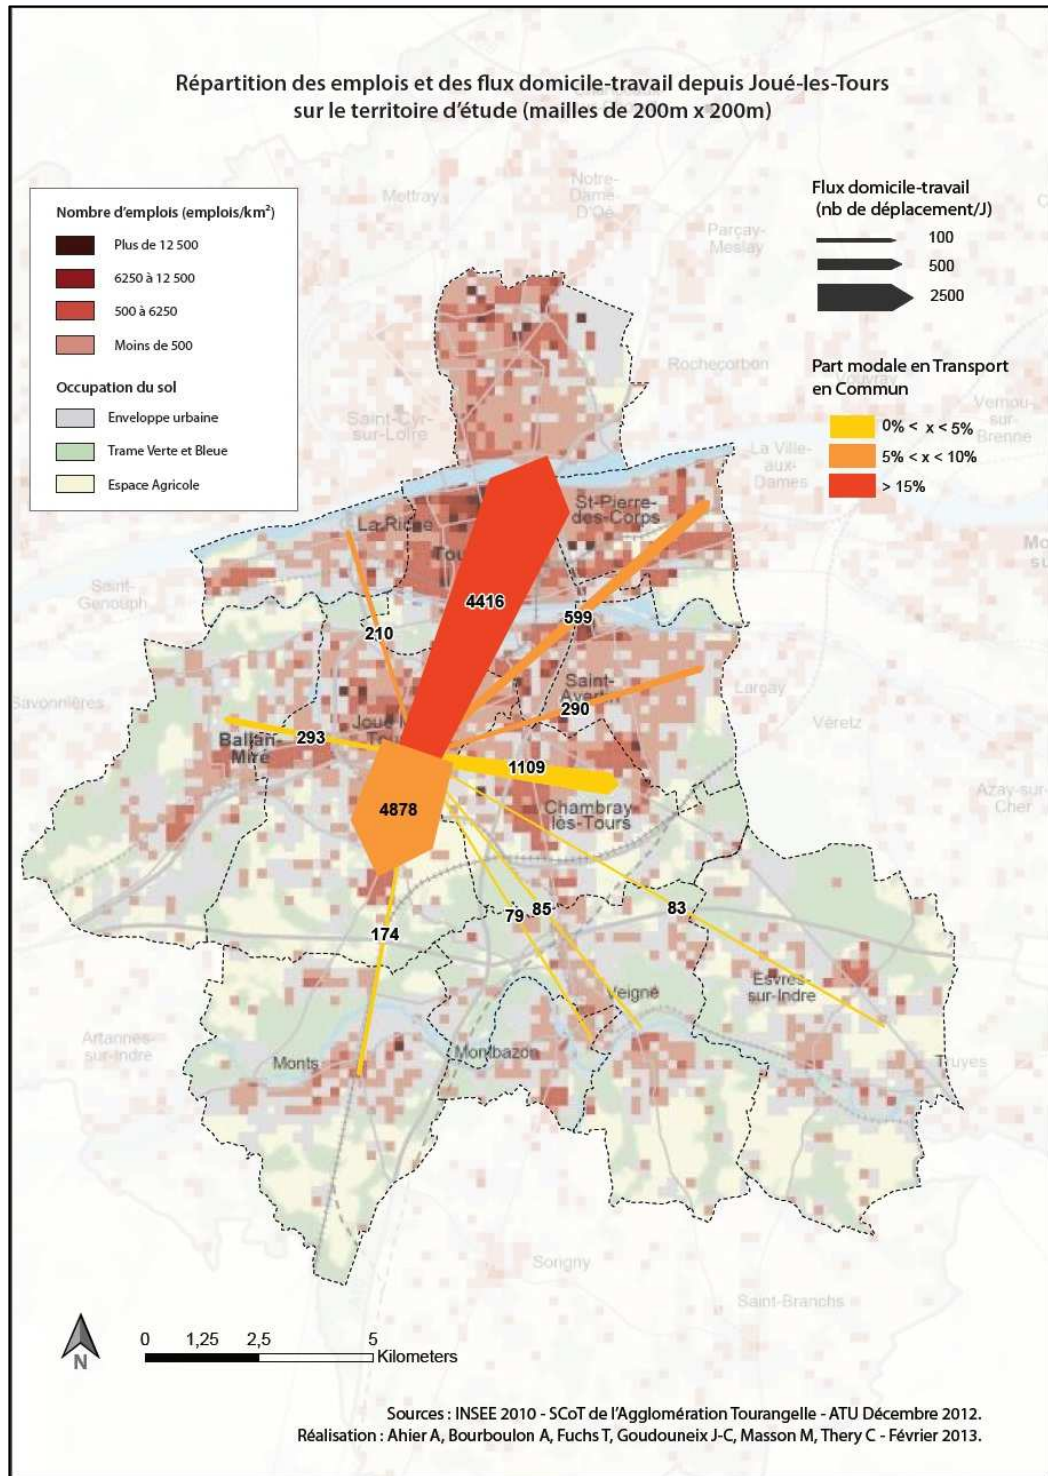 Répartition des emplois et des flux domicile-travail depuis Joué-les-Tours
sur le territoire d'étude (mailles de 200m x 200m)
Nombre d'emplois (emplois/km²)
Plus de 12 500
6250 à 12 500
500 à 6250
Moins de 500
Occupation du sol
Enveloppe urbaine
Trame Verte et Bleue
Espace Agricole
Flux domicile-travail
(nb de déplacement/J)
100
500
2500
Part modale en Transport
en Commun
0% < x < 5%
5% < x < 10%
> 15%
Mettray
Notre-
Dame-
D'Oé
Parçay-
Meslay
Rochecorbon
Vernou-
sur-
Brenne
Saint-Cyr-
sur-Loire
La Ville-
aux-
Dames
St-Pierre-
des-Corps
La Riche
Saint-
Genouph
4416
599
210
Savonnières
Saint-
290
Larçay
Véretz
Ballan-
Miré
293
1109
Azay-sur-
Cher
4878
Chambray
lès-Tours
79
85
83
174
Esvres-
sur-Indre
Veigné
Artannes-
sur-Indre
Monts
Montbazon
Truyes
Sorigny
Saint-Branchs
N
0 1,25 2,5 5
Kilometers
Sources : INSEE 2010 - SCoT de l'Agglomération Tourangelle - ATU Décembre 2012.
Réalisation : Ahier A, Bourboulon A, Fuchs T, Goudouneix J-C, Masson M, Thery C - Février 2013.